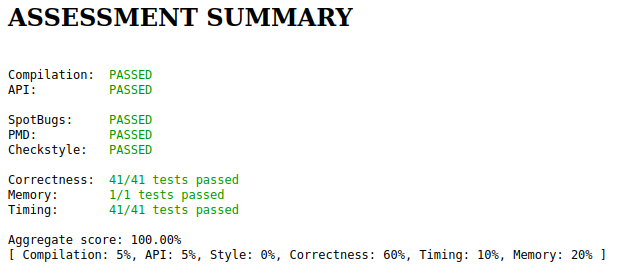 ASSESSMENT SUMMARY
Compilation: PASSED
API: PASSED
SpotBugs: PASSED
PMD: PASSED
Checkstyle: PASSED
Correctness: 41/41 tests passed
Memory: 1/1 tests passed
Timing: 41/41 tests passed
Aggregate score: 100.00%
[ Compilation: 5%, API: 5%, Style: 0%, Correctness: 60%, Timing: 10%, Memory: 20% ]